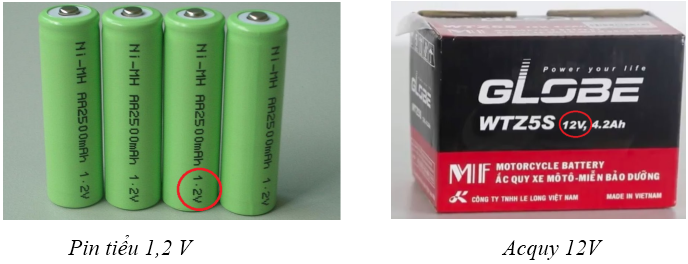 Ni-MH AA2500mAh 1.2V
Ni-MH AA2500mAh 1.2V
Ni-MH AA2500mAh 1.2V
Ni-MH AA2500mAh 1.2V
Power your life
GLOBE
WTZ5S 12V, 4.2Ah
MF MOTORCYCLE BATTERY
ẮC QUY XE MÔTÔ-MIỄN BẢO DƯỠNG
CÔNG TY TNHH LE LONG VIỆT NAM MADE IN VIETNAM
Pin tiểu 1,2 V
Acquy 12V